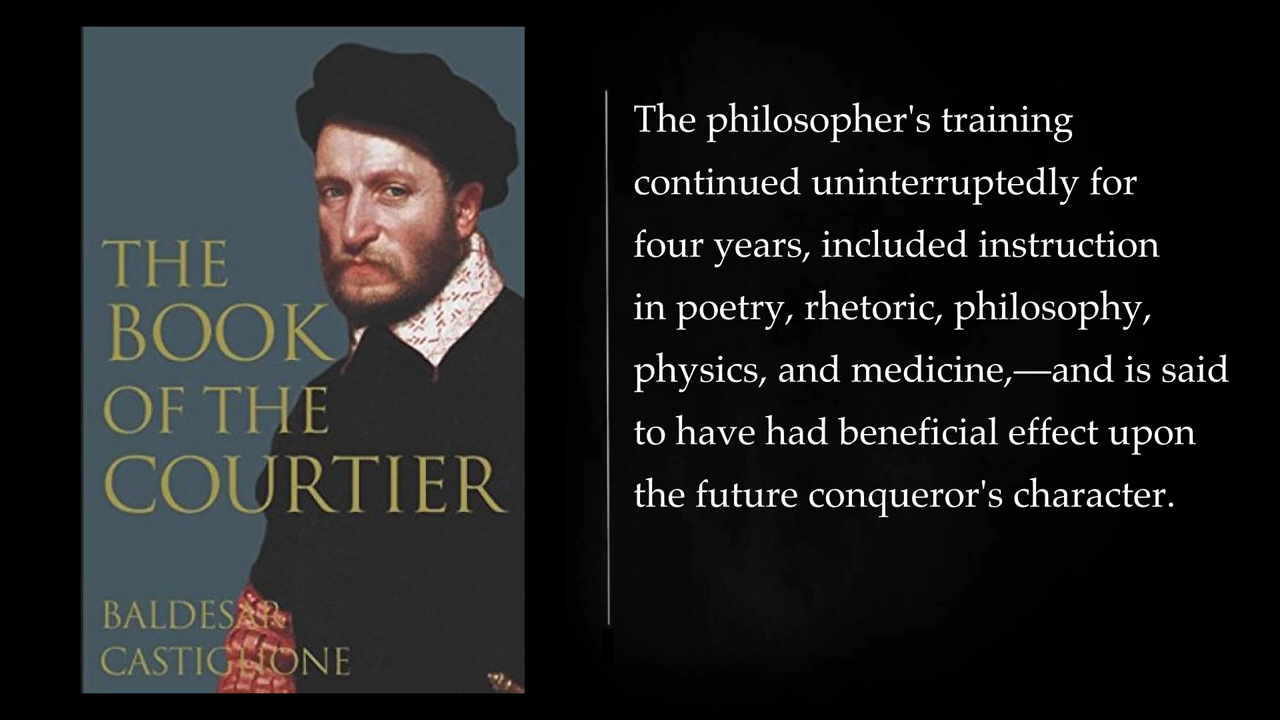 THE
BOOK
OF THE
COURTIER
BALDESAR
CASTIGLIONE
The philosopher's training
continued uninterruptedly for
four years, included instruction
in poetry, rhetoric, philosophy,
physics, and medicine,—and is said
to have had beneficial effect upon
the future conqueror's character.